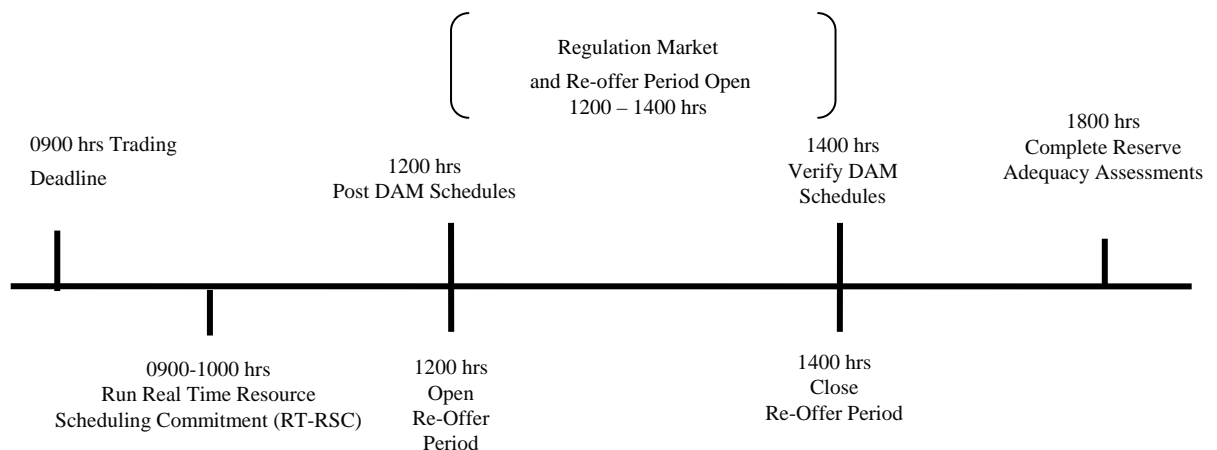 Regulation Market
and Re-offer Period Open
1200 – 1400 hrs
0900 hrs Trading
Deadline
1200 hrs
Post DAM Schedules
1400 hrs
Verify DAM
Schedules
1800 hrs
Complete Reserve
Adequacy Assessments
0900-1000 hrs
Run Real Time Resource
Scheduling Commitment (RT-RSC)
1200 hrs
Open
Re-Offer
Period
1400 hrs
Close
Re-Offer Period